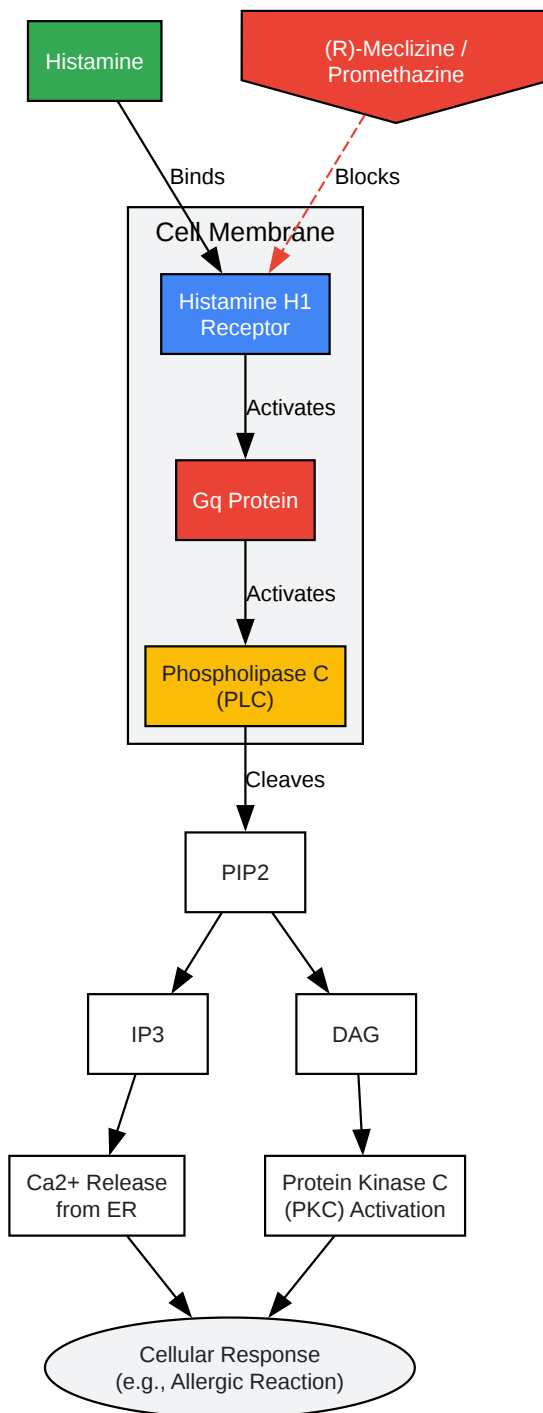 Histamine
(R)-Meclizine /
Promethazine
Binds
Blocks
Cell Membrane
Histamine H1
Receptor
Activates
Gq Protein
Activates
Phospholipase C
(PLC)
Cleaves
PIP2
IP3
DAG
Ca2+ Release
from ER
Protein Kinase C
(PKC) Activation
Cellular Response
(e.g., Allergic Reaction)